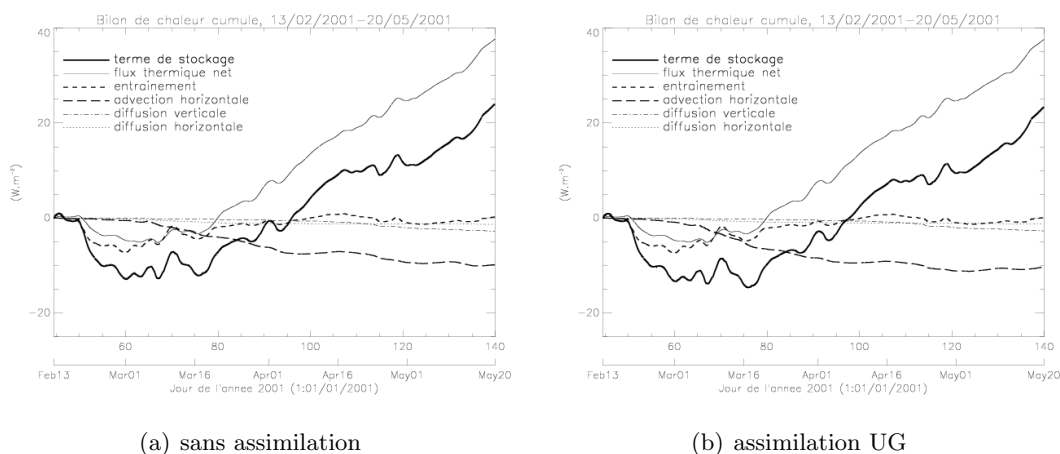 Bilan de chaleur cumule, 13/02/2001-20/05/2001
40
20
0
-20
(W.m⁻³)
terme de stockage
flux thermique net
entrainement
advection horizontale
diffusion verticale
diffusion horizontale
60 80 100 120 140
Feb13 Mar01 Mar16 Apr01 Apr16 May01 May20
Jour de l'annee 2001 (1:01/01/2001)
(a) sans assimilation
Bilan de chaleur cumule, 13/02/2001-20/05/2001
40
20
0
-20
(W.m⁻³)
terme de stockage
flux thermique net
entrainement
advection horizontale
diffusion verticale
diffusion horizontale
60 80 100 120 140
Feb13 Mar01 Mar16 Apr01 Apr16 May01 May20
Jour de l'annee 2001 (1:01/01/2001)
(b) assimilation UG